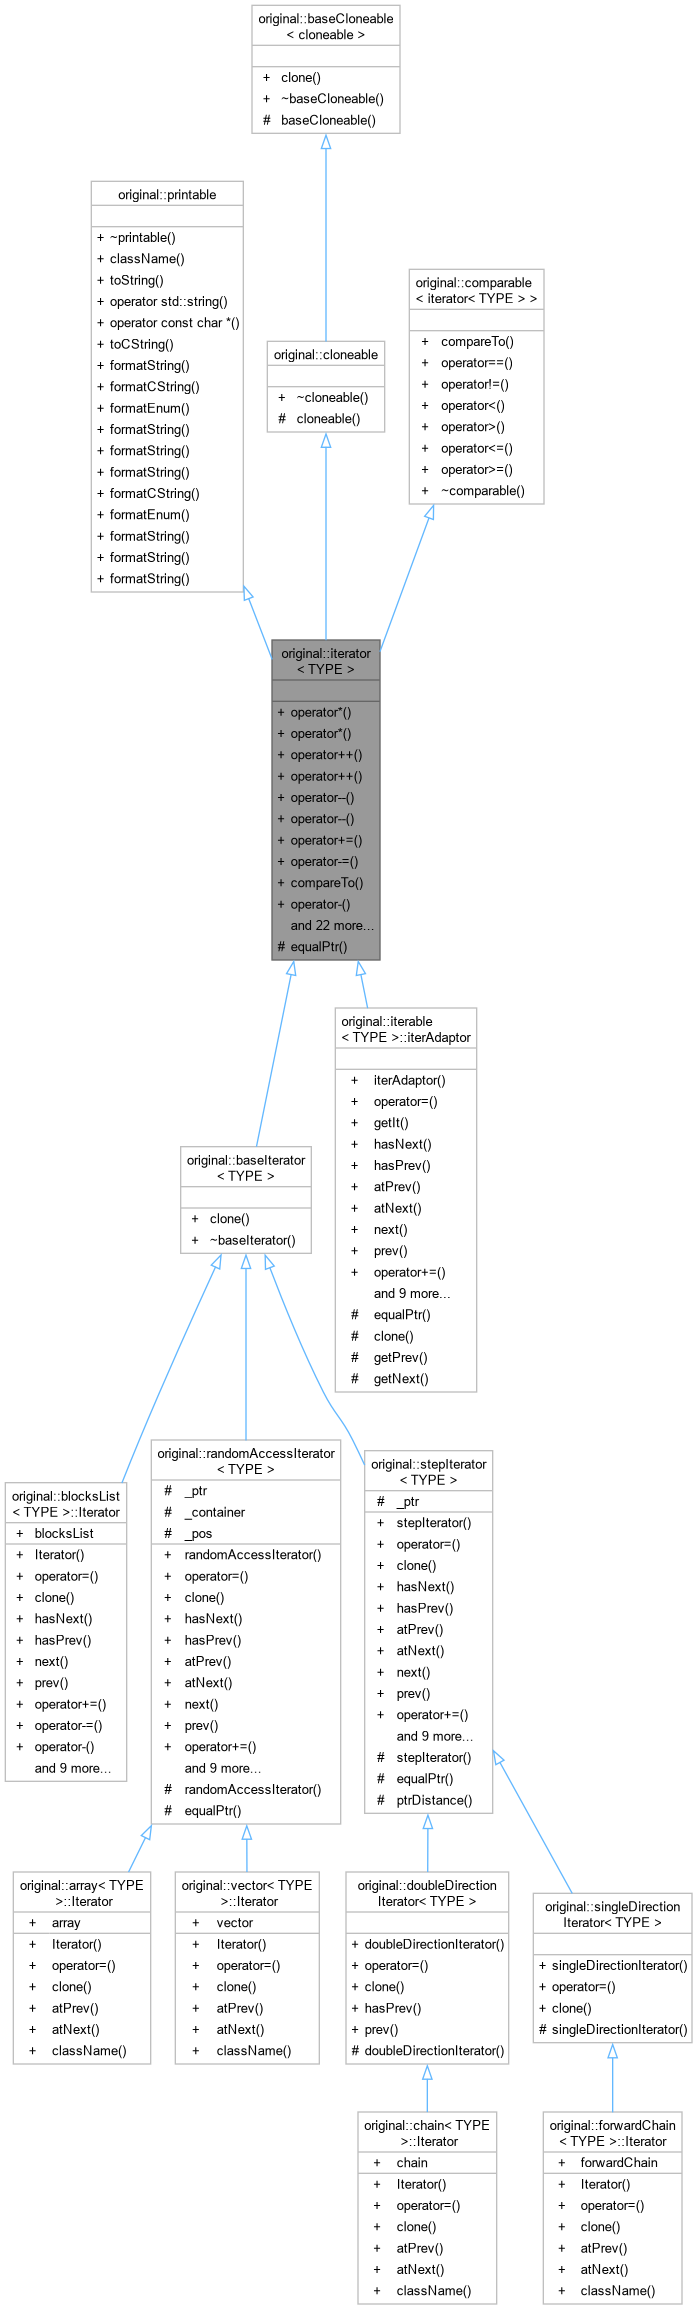 original::baseCloneable
< cloneable >
+ clone()
+ ~baseCloneable()
# baseCloneable()
original::printable
+ ~printable()
+ className()
+ toString()
+ operator std::string()
+ operator const char *()
+ toCString()
+ formatString()
+ formatCString()
+ formatEnum()
+ formatString()
+ formatString()
+ formatString()
+ formatCString()
+ formatEnum()
+ formatString()
+ formatString()
+ formatString()
original::cloneable
+ ~cloneable()
# cloneable()
original::comparable
< iterator< TYPE > >
+ compareTo()
+ operator==()
+ operator!=()
+ operator<()
+ operator>()
+ operator<=()
+ operator>=()
+ ~comparable()
original::iterator
< TYPE >
+ operator*()
+ operator*()
+ operator++()
+ operator++()
+ operator--()
+ operator--()
+ operator+=()
+ operator-=()
+ compareTo()
+ operator-()
and 22 more...
# equalPtr()
original::iterable
< TYPE >::iterAdaptor
+ iterAdaptor()
+ operator=()
+ getIt()
+ hasNext()
+ hasPrev()
+ atPrev()
+ atNext()
+ next()
+ prev()
+ operator+=()
and 9 more...
# equalPtr()
# clone()
# getPrev()
# getNext()
original::baseIterator
< TYPE >
+ clone()
+ ~baseIterator()
original::blocksList
< TYPE >::Iterator
+ blocksList
+ Iterator()
+ operator=()
+ clone()
+ hasNext()
+ hasPrev()
+ next()
+ prev()
+ operator+=()
+ operator-=()
+ operator-()
and 9 more...
original::randomAccessIterator
< TYPE >
# _ptr
# _container
# _pos
+ randomAccessIterator()
+ operator=()
+ clone()
+ hasNext()
+ hasPrev()
+ atPrev()
+ atNext()
+ next()
+ prev()
+ operator+=()
and 9 more...
# randomAccessIterator()
# equalPtr()
original::stepIterator
< TYPE >
# _ptr
+ stepIterator()
+ operator=()
+ clone()
+ hasNext()
+ hasPrev()
+ atPrev()
+ atNext()
+ next()
+ prev()
+ operator+=()
and 9 more...
# stepIterator()
# equalPtr()
# ptrDistance()
original::array< TYPE
>::Iterator
+ array
+ Iterator()
+ operator=()
+ clone()
+ atPrev()
+ atNext()
+ className()
original::vector< TYPE
>::Iterator
+ vector
+ Iterator()
+ operator=()
+ clone()
+ atPrev()
+ atNext()
+ className()
original::doubleDirection
Iterator< TYPE >
+ doubleDirectionIterator()
+ operator=()
+ clone()
+ hasPrev()
+ prev()
# doubleDirectionIterator()
original::singleDirection
Iterator< TYPE >
+ singleDirectionIterator()
+ operator=()
+ clone()
# singleDirectionIterator()
original::chain< TYPE
>::Iterator
+ chain
+ Iterator()
+ operator=()
+ clone()
+ atPrev()
+ atNext()
+ className()
original::forwardChain
< TYPE >::Iterator
+ forwardChain
+ Iterator()
+ operator=()
+ clone()
+ atPrev()
+ atNext()
+ className()